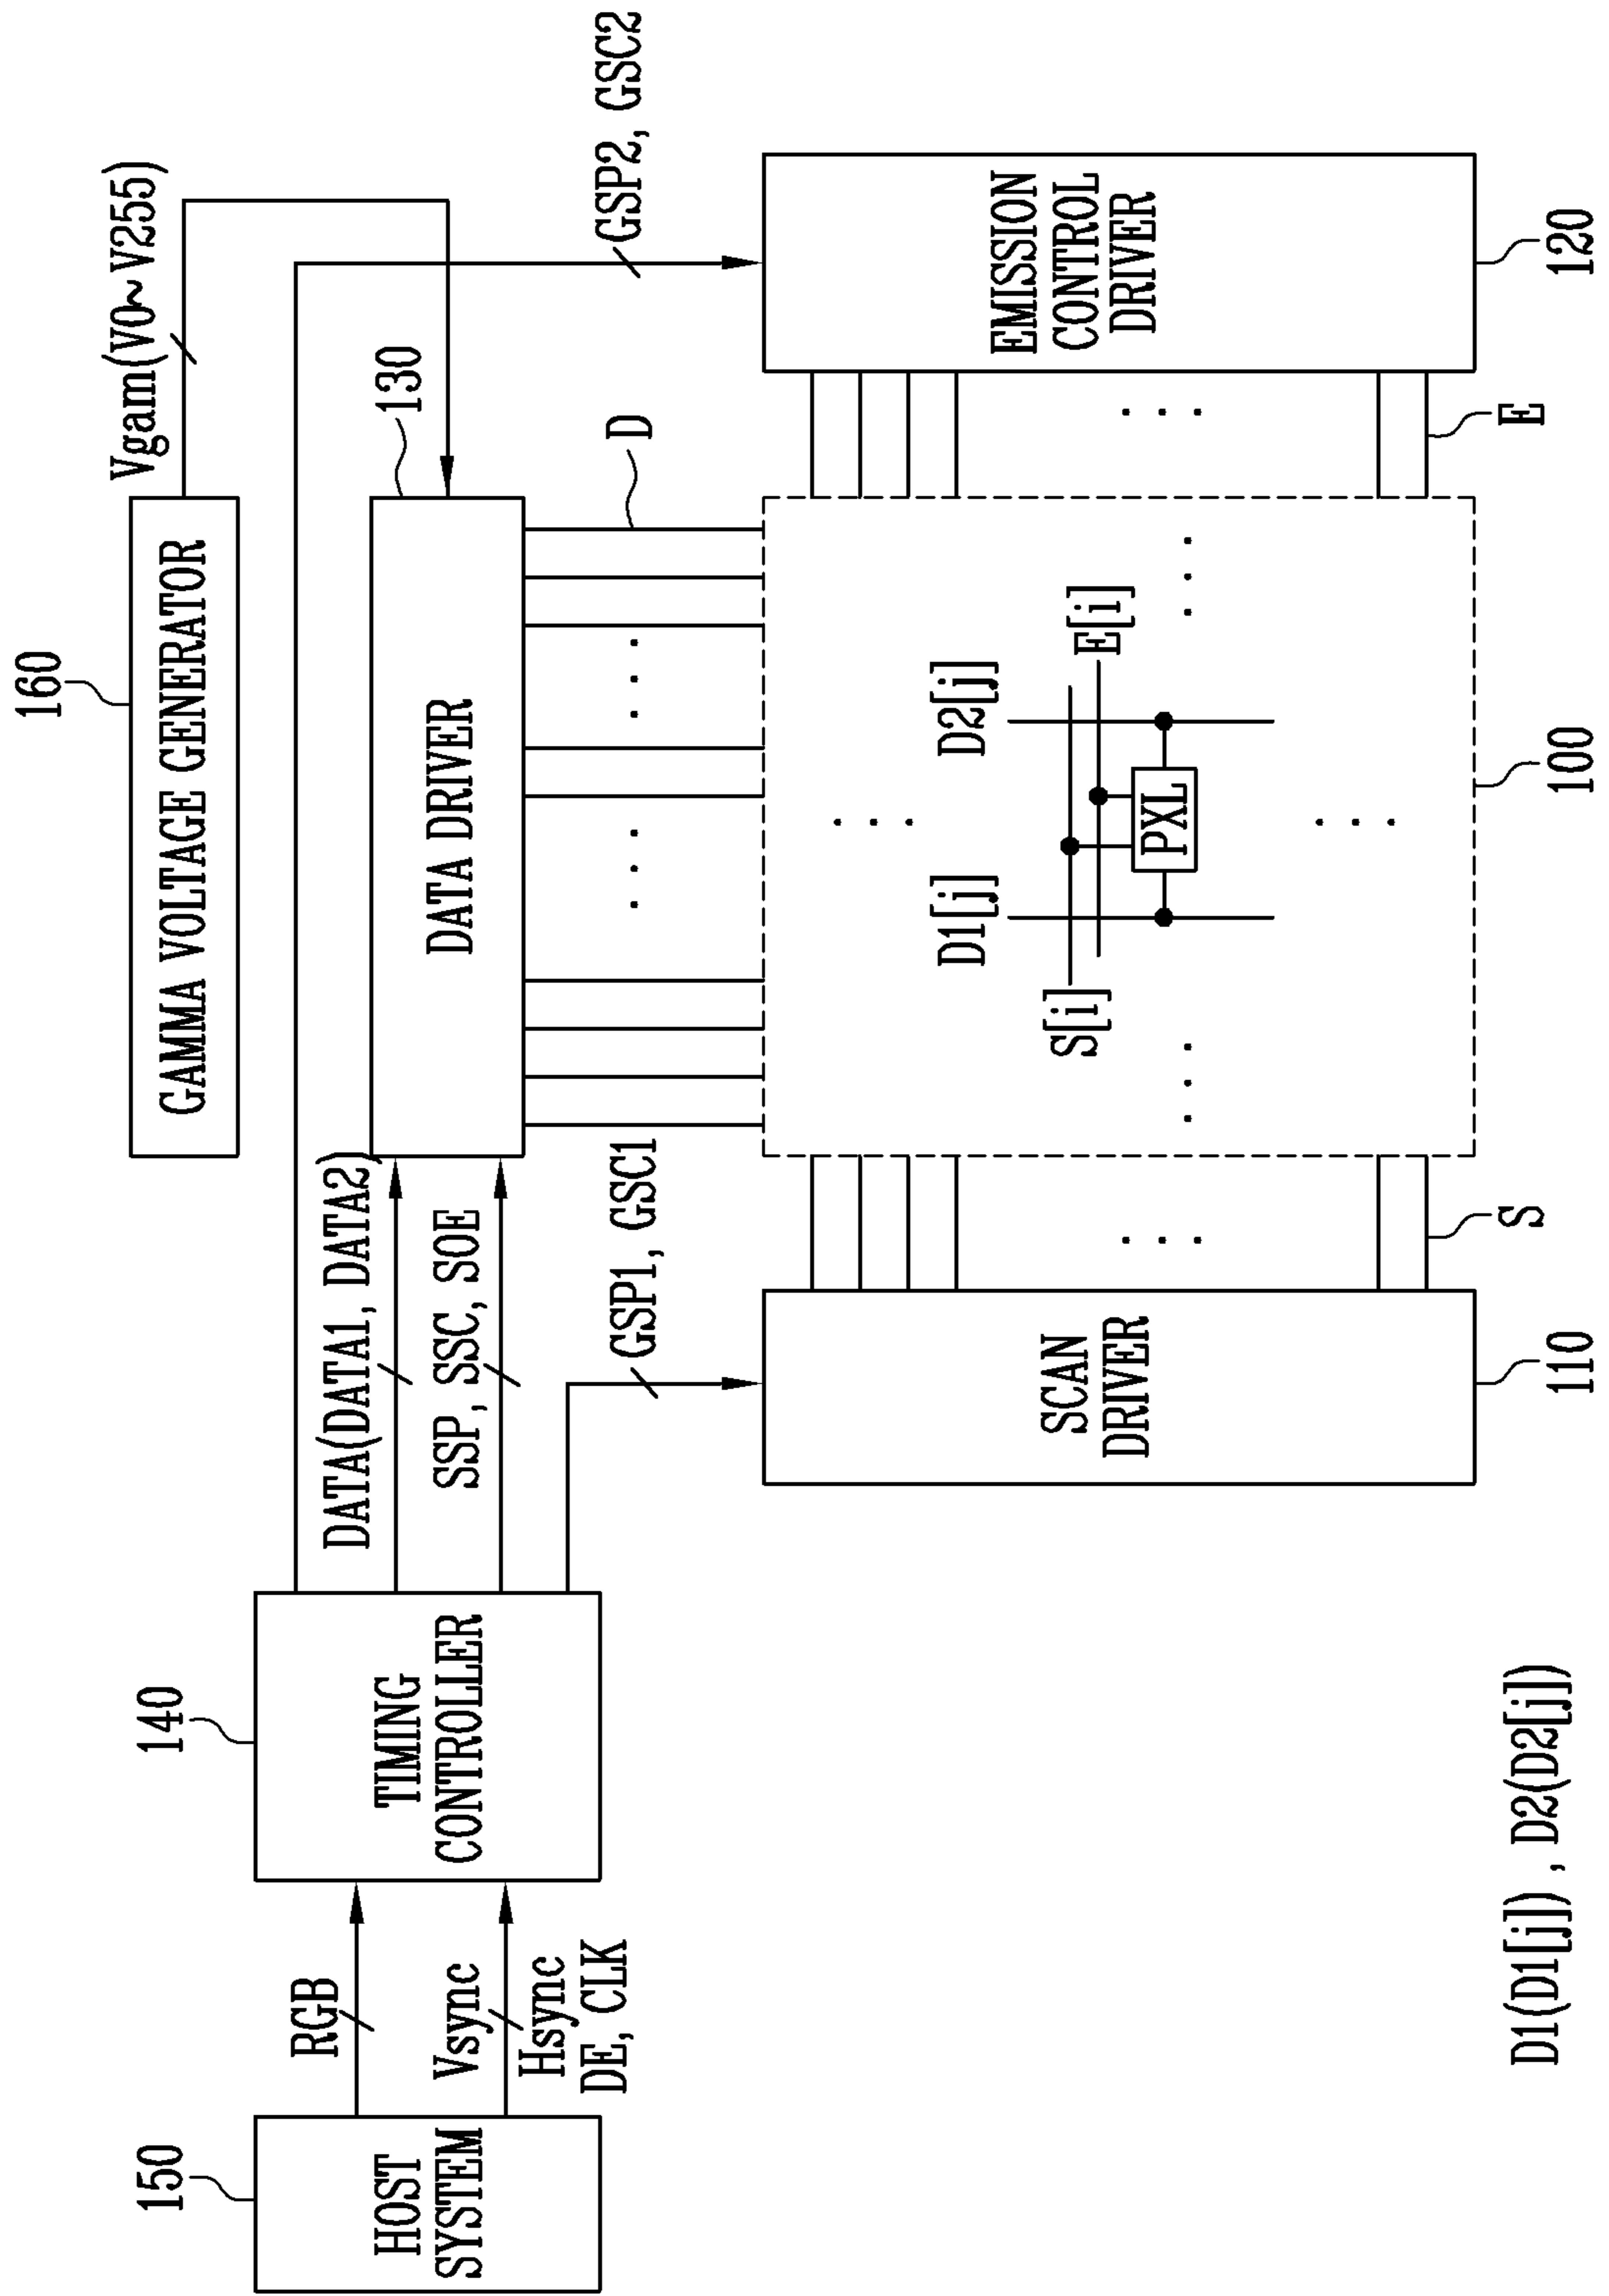 160
GAMMA VOLTAGE GENERATOR
Vgam(V0~V255)
150
HOST
SYSTEM
RGB
Vsync
Hsync
DE, CLK
140
TIMING
CONTROLLER
DATA(DATA1, DATA2)
SSP, SSC, SOE
GSP1, GSC1
130
DATA DRIVER
D
GSP2, GSC2
SCAN
DRIVER
110
S
D1[j]
D2[j]
S[i]
E[i]
PXL
100
EMISSION
CONTROL
DRIVER
120
E
D1(D1[j]), D2(D2[j])